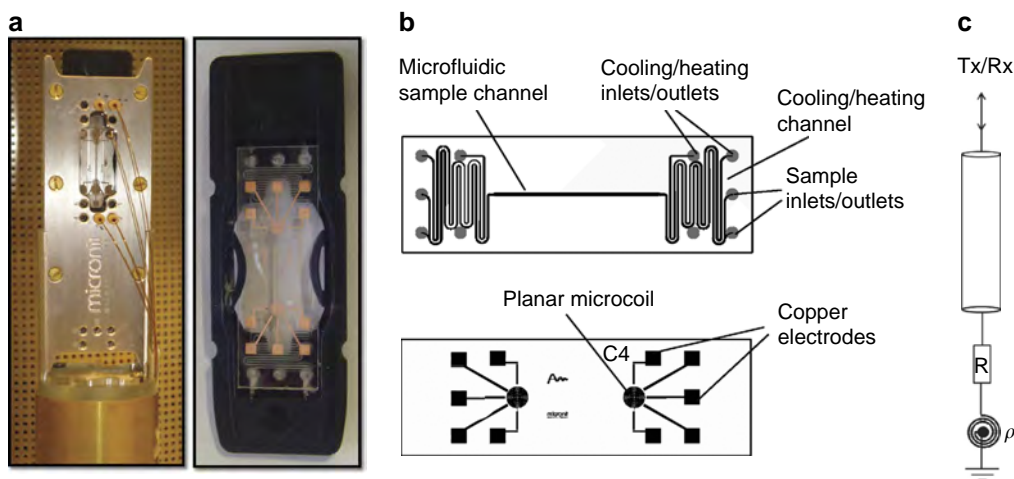 a
micronit
b
Microfluidic
sample channel
Cooling/heating
inlets/outlets
Cooling/heating
channel
Sample
inlets/outlets
Planar microcoil
C4
Copper
electrodes
micronit
c
Tx/Rx
R
ρ